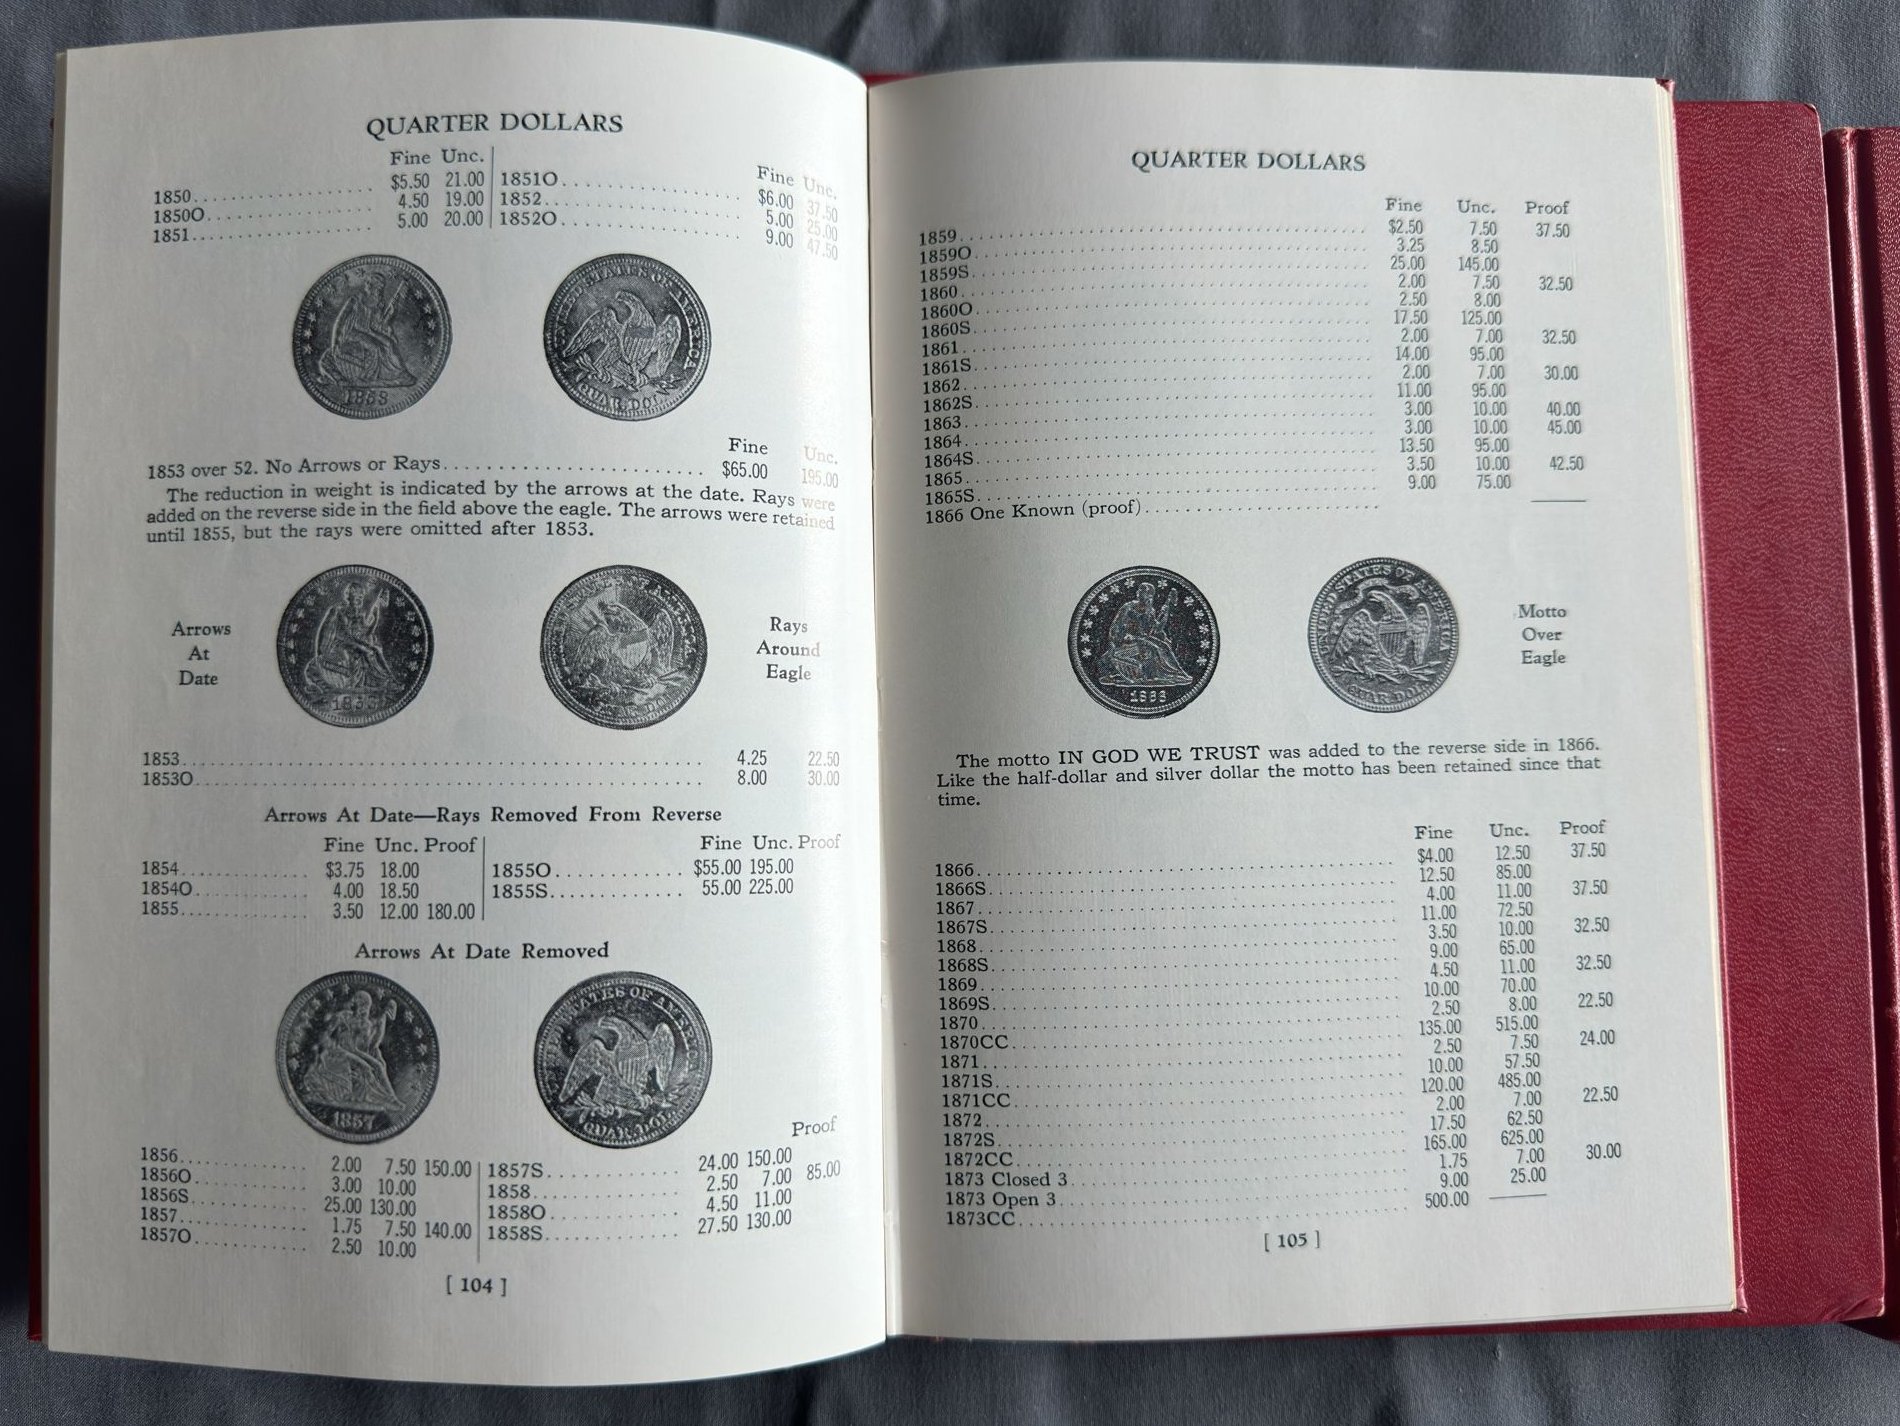 QUARTER DOLLARS
Fine Unc. Fine Unc.
1850 $5.50 21.00 1851O $6.00 37.50
1850O 4.50 19.00 1852 5.00 25.00
1851 5.00 20.00 1852O 9.00 47.50
UNITED STATES OF AMERICA
QUAR. DOL.
1853
Fine Unc.
1853 over 52. No Arrows or Rays $65.00 195.00
The reduction in weight is indicated by the arrows at the date. Rays were
added on the reverse side in the field above the eagle. The arrows were retained
until 1855, but the rays were omitted after 1853.
Arrows
At
Date
1853
Rays
Around
Eagle
1853 4.25 22.50
1853O 8.00 30.00
Arrows At Date—Rays Removed From Reverse
Fine Unc. Proof Fine Unc. Proof
1854 $3.75 18.00 1855O $55.00 195.00
1854O 4.00 18.50 1855S 55.00 225.00
1855 3.50 12.00 180.00
Arrows At Date Removed
1857
Proof
1856 2.00 7.50 150.00 1857S 24.00 150.00
1856O 3.00 10.00 1858 2.50 7.00 85.00
1856S 25.00 130.00 1858O 4.50 11.00
1857 1.75 7.50 140.00 1858S 27.50 130.00
1857O 2.50 10.00
[ 104 ]
QUARTER DOLLARS
Fine Unc. Proof
1859 $2.50 7.50 37.50
1859O 3.25 8.50
1859S 25.00 145.00
1860 2.00 7.50 32.50
1860O 2.50 8.00
1860S 17.50 125.00
1861 2.00 7.00 32.50
1861S 14.00 95.00
1862 2.00 7.00 30.00
1862S 11.00 95.00
1863 3.00 10.00 40.00
1864 3.00 10.00 45.00
1864S 13.50 95.00
1865 3.50 10.00 42.50
1865S 9.00 75.00
1866 One Known (proof)
UNITED STATES OF AMERICA
QUAR. DOL.
Motto
Over
Eagle
The motto IN GOD WE TRUST was added to the reverse side in 1866.
Like the half-dollar and silver dollar the motto has been retained since that
time.
Fine Unc. Proof
1866 $4.00 12.50 37.50
1866S 12.50 85.00
1867 4.00 11.00 37.50
1867S 11.00 72.50
1868 3.50 10.00 32.50
1868S 9.00 65.00
1869 4.50 11.00 32.50
1869S 10.00 70.00
1870 2.50 8.00 22.50
1870CC 135.00 515.00
1871 2.50 7.50 24.00
1871S 10.00 57.50
1871CC 120.00 485.00
1872 2.00 7.00 22.50
1872S 17.50 62.50
1872CC 165.00 625.00
1873 Closed 3 1.75 7.00 30.00
1873 Open 3 9.00 25.00
1873CC 500.00
[ 105 ]